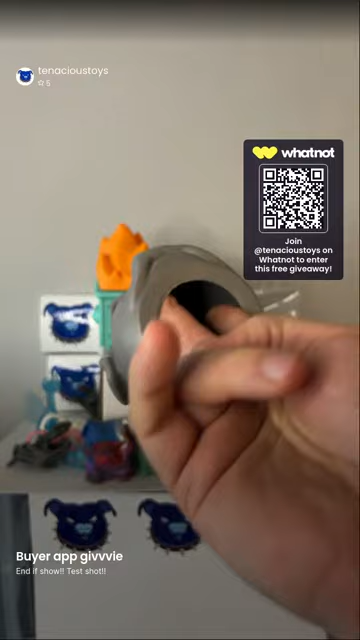 tenacioustoys
☆ 5
whatnot
Join
@tenacioustoys on
Whatnot to enter
this free giveaway!
Buyer app givvvie
End if show!! Test shot!!